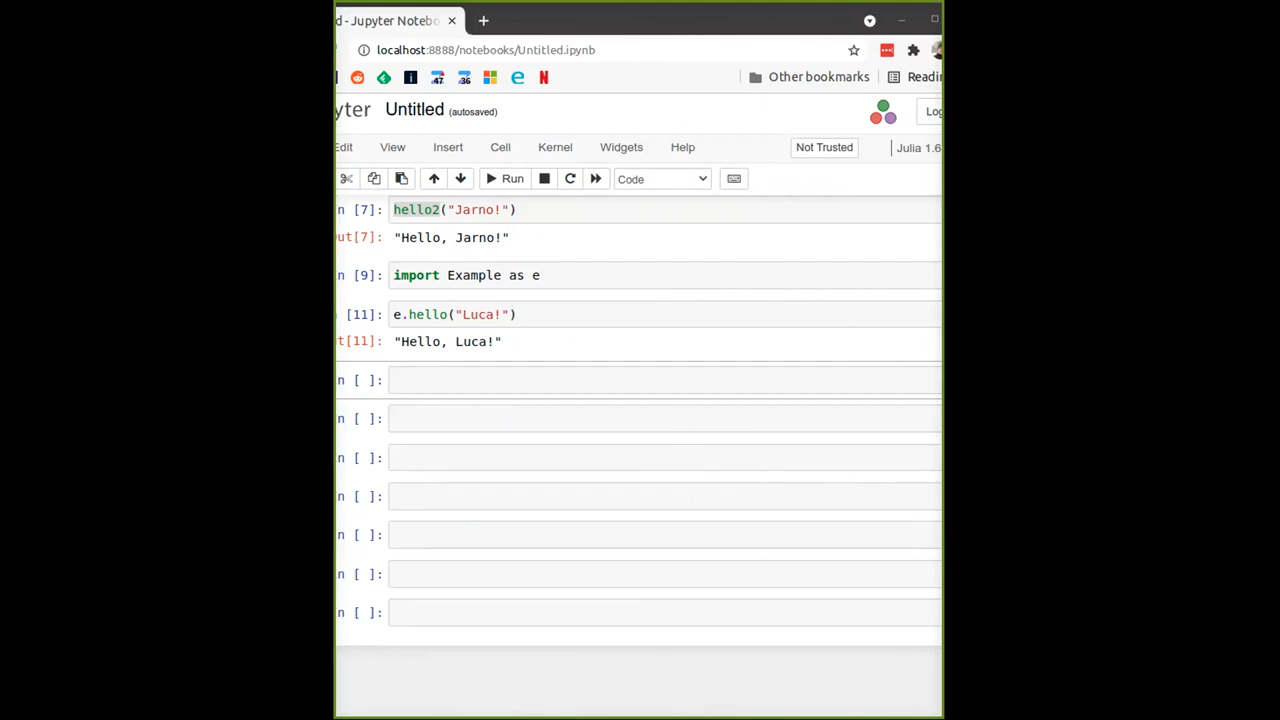 d - Jupyter Notebo
localhost:8888/notebooks/Untitled.ipynb
47 36 N Other bookmarks Readi
yter Untitled (autosaved) Log
Edit View Insert Cell Kernel Widgets Help Not Trusted Julia 1.6
Run Code
n [7]: hello2("Jarno!")
ut[7]: "Hello, Jarno!"
n [9]: import Example as e
[11]: e.hello("Luca!")
t[11]: "Hello, Luca!"
n [ ]:
n [ ]:
n [ ]:
n [ ]:
n [ ]:
n [ ]:
n [ ]: